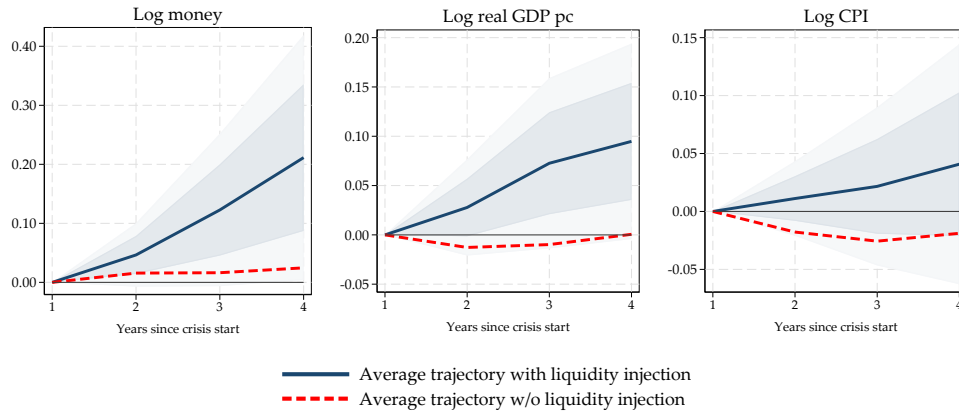 Log money
0.40
0.30
0.20
0.10
0.00
1 2 3 4
Years since crisis start
Log real GDP pc
0.20
0.15
0.10
0.05
0.00
-0.05
1 2 3 4
Years since crisis start
Log CPI
0.15
0.10
0.05
0.00
-0.05
1 2 3 4
Years since crisis start
Average trajectory with liquidity injection
Average trajectory w/o liquidity injection